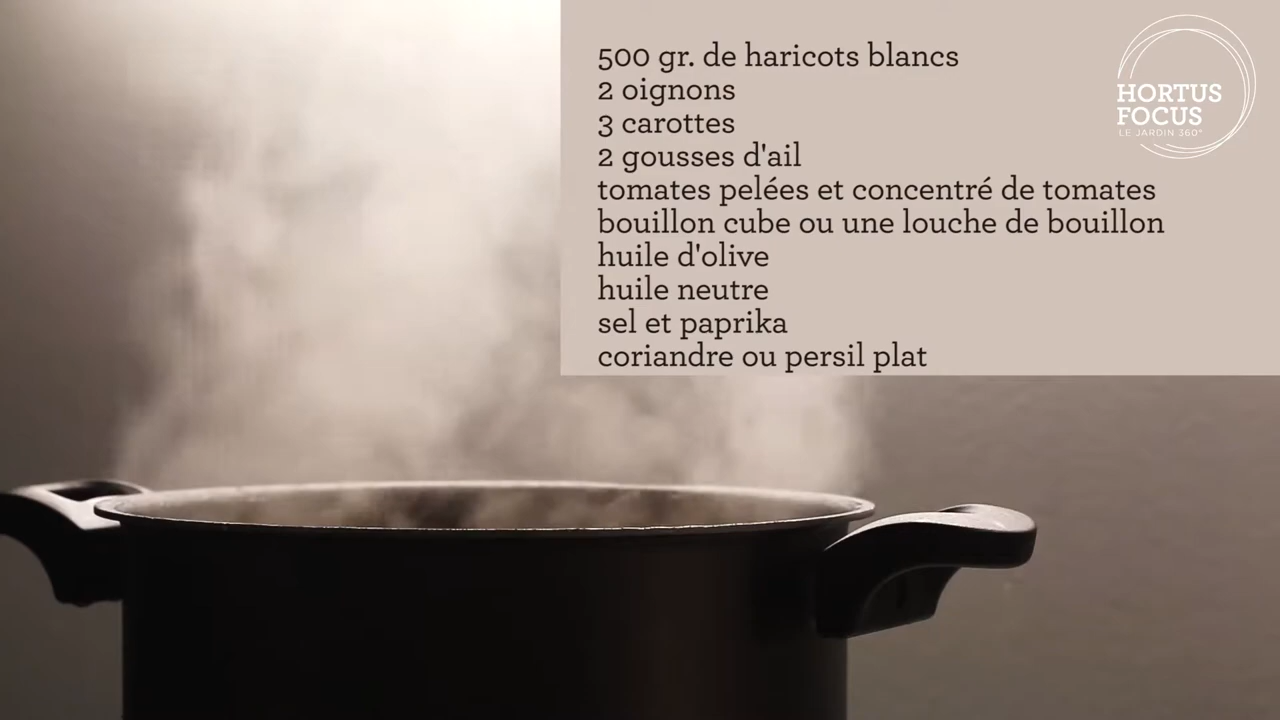 500 gr. de haricots blancs
2 oignons
3 carottes
2 gousses d'ail
tomates pelées et concentré de tomates
bouillon cube ou une louche de bouillon
huile d'olive
huile neutre
sel et paprika
coriandre ou persil plat
HORTUS
FOCUS
LE JARDIN 360°